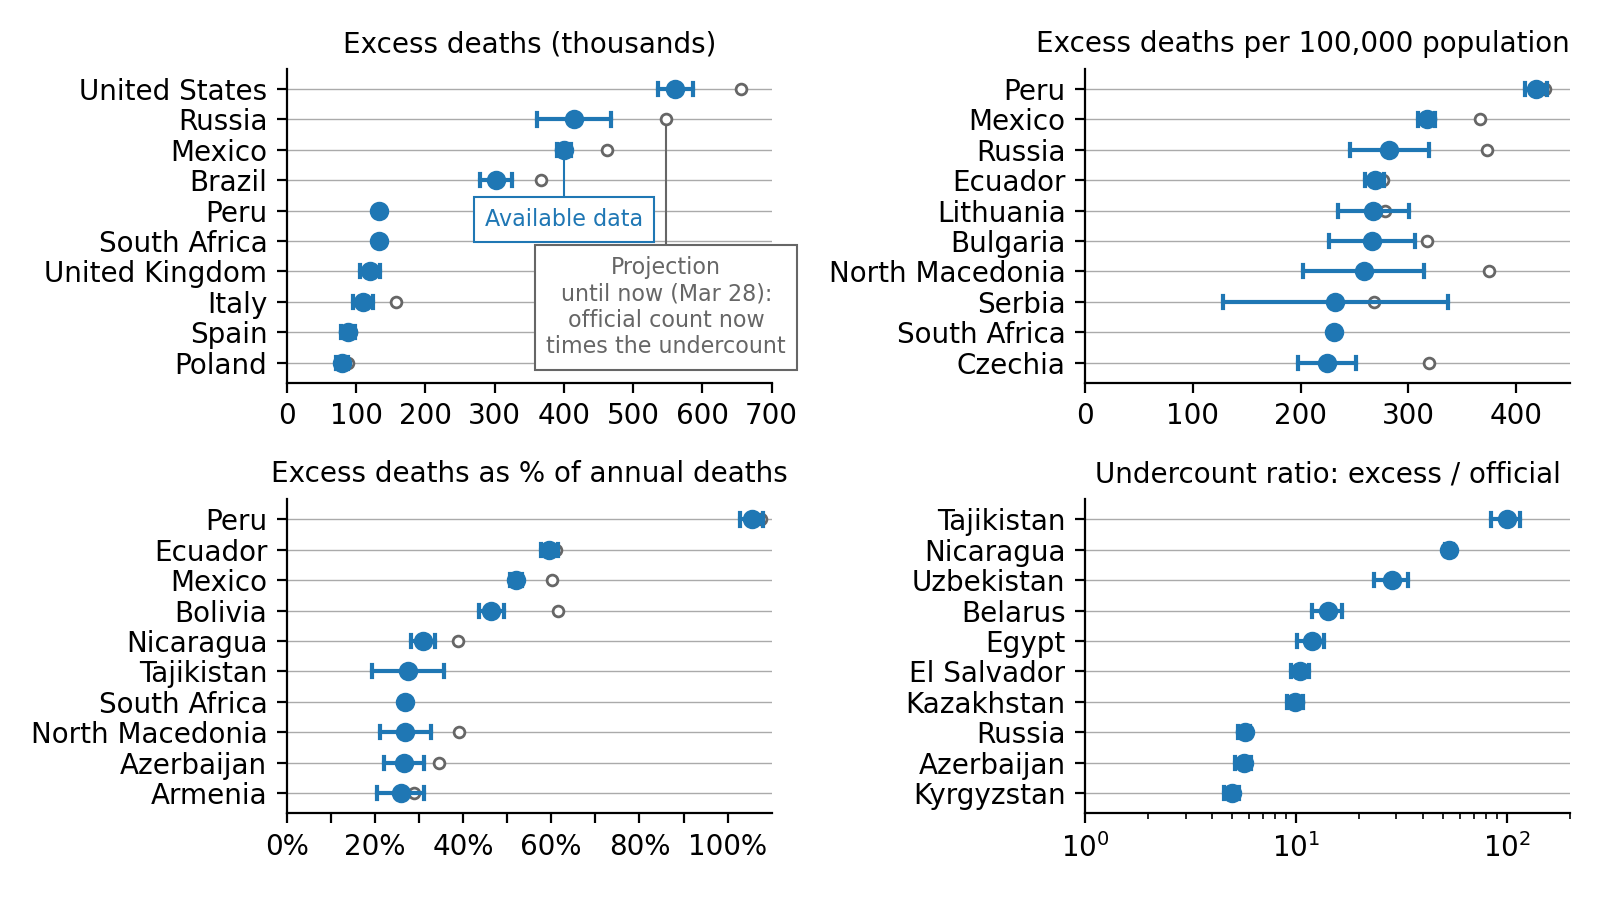 Excess deaths (thousands)
United States
Russia
Mexico
Brazil
Peru
South Africa
United Kingdom
Italy
Spain
Poland
Available data
Projection
until now (Mar 28):
official count now
times the undercount
0 100 200 300 400 500 600 700
Excess deaths per 100,000 population
Peru
Mexico
Russia
Ecuador
Lithuania
Bulgaria
North Macedonia
Serbia
South Africa
Czechia
0 100 200 300 400
Excess deaths as % of annual deaths
Peru
Ecuador
Mexico
Bolivia
Nicaragua
Tajikistan
South Africa
North Macedonia
Azerbaijan
Armenia
0% 20% 40% 60% 80% 100%
Undercount ratio: excess / official
Tajikistan
Nicaragua
Uzbekistan
Belarus
Egypt
El Salvador
Kazakhstan
Russia
Azerbaijan
Kyrgyzstan
10⁰ 10¹ 10²